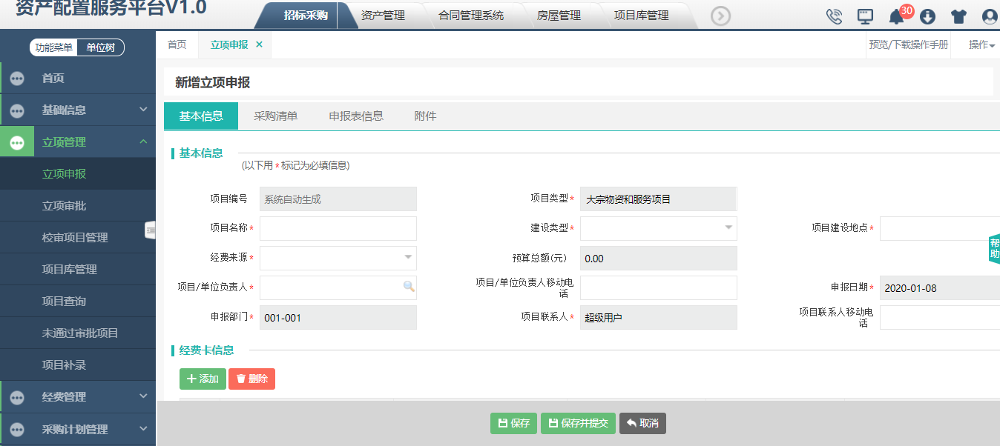 资产配置服务平台V1.0
招标采购 资产管理 合同管理系统 房屋管理 项目库管理 30
功能菜单 单位树
首页
基础信息
立项管理
立项申报
立项审批
校审项目管理
项目库管理
项目查询
未通过审批项目
项目补录
经费管理
采购计划管理
首页 立项申报 × 预览/下载操作手册 操作
新增立项申报
基本信息 采购清单 申报表信息 附件
基本信息
(以下用*标记为必填信息)
项目编号 系统自动生成 项目类型* 大宗物资和服务项目
项目名称* 建设类型* 项目建设地点*
经费来源* 预算总额(元) 0.00
项目/单位负责人* 项目/单位负责人移动电话 申报日期* 2020-01-08
申报部门* 001-001 项目联系人* 超级用户 项目联系人移动电话
帮助
经费卡信息
添加 删除
保存 保存并提交 取消